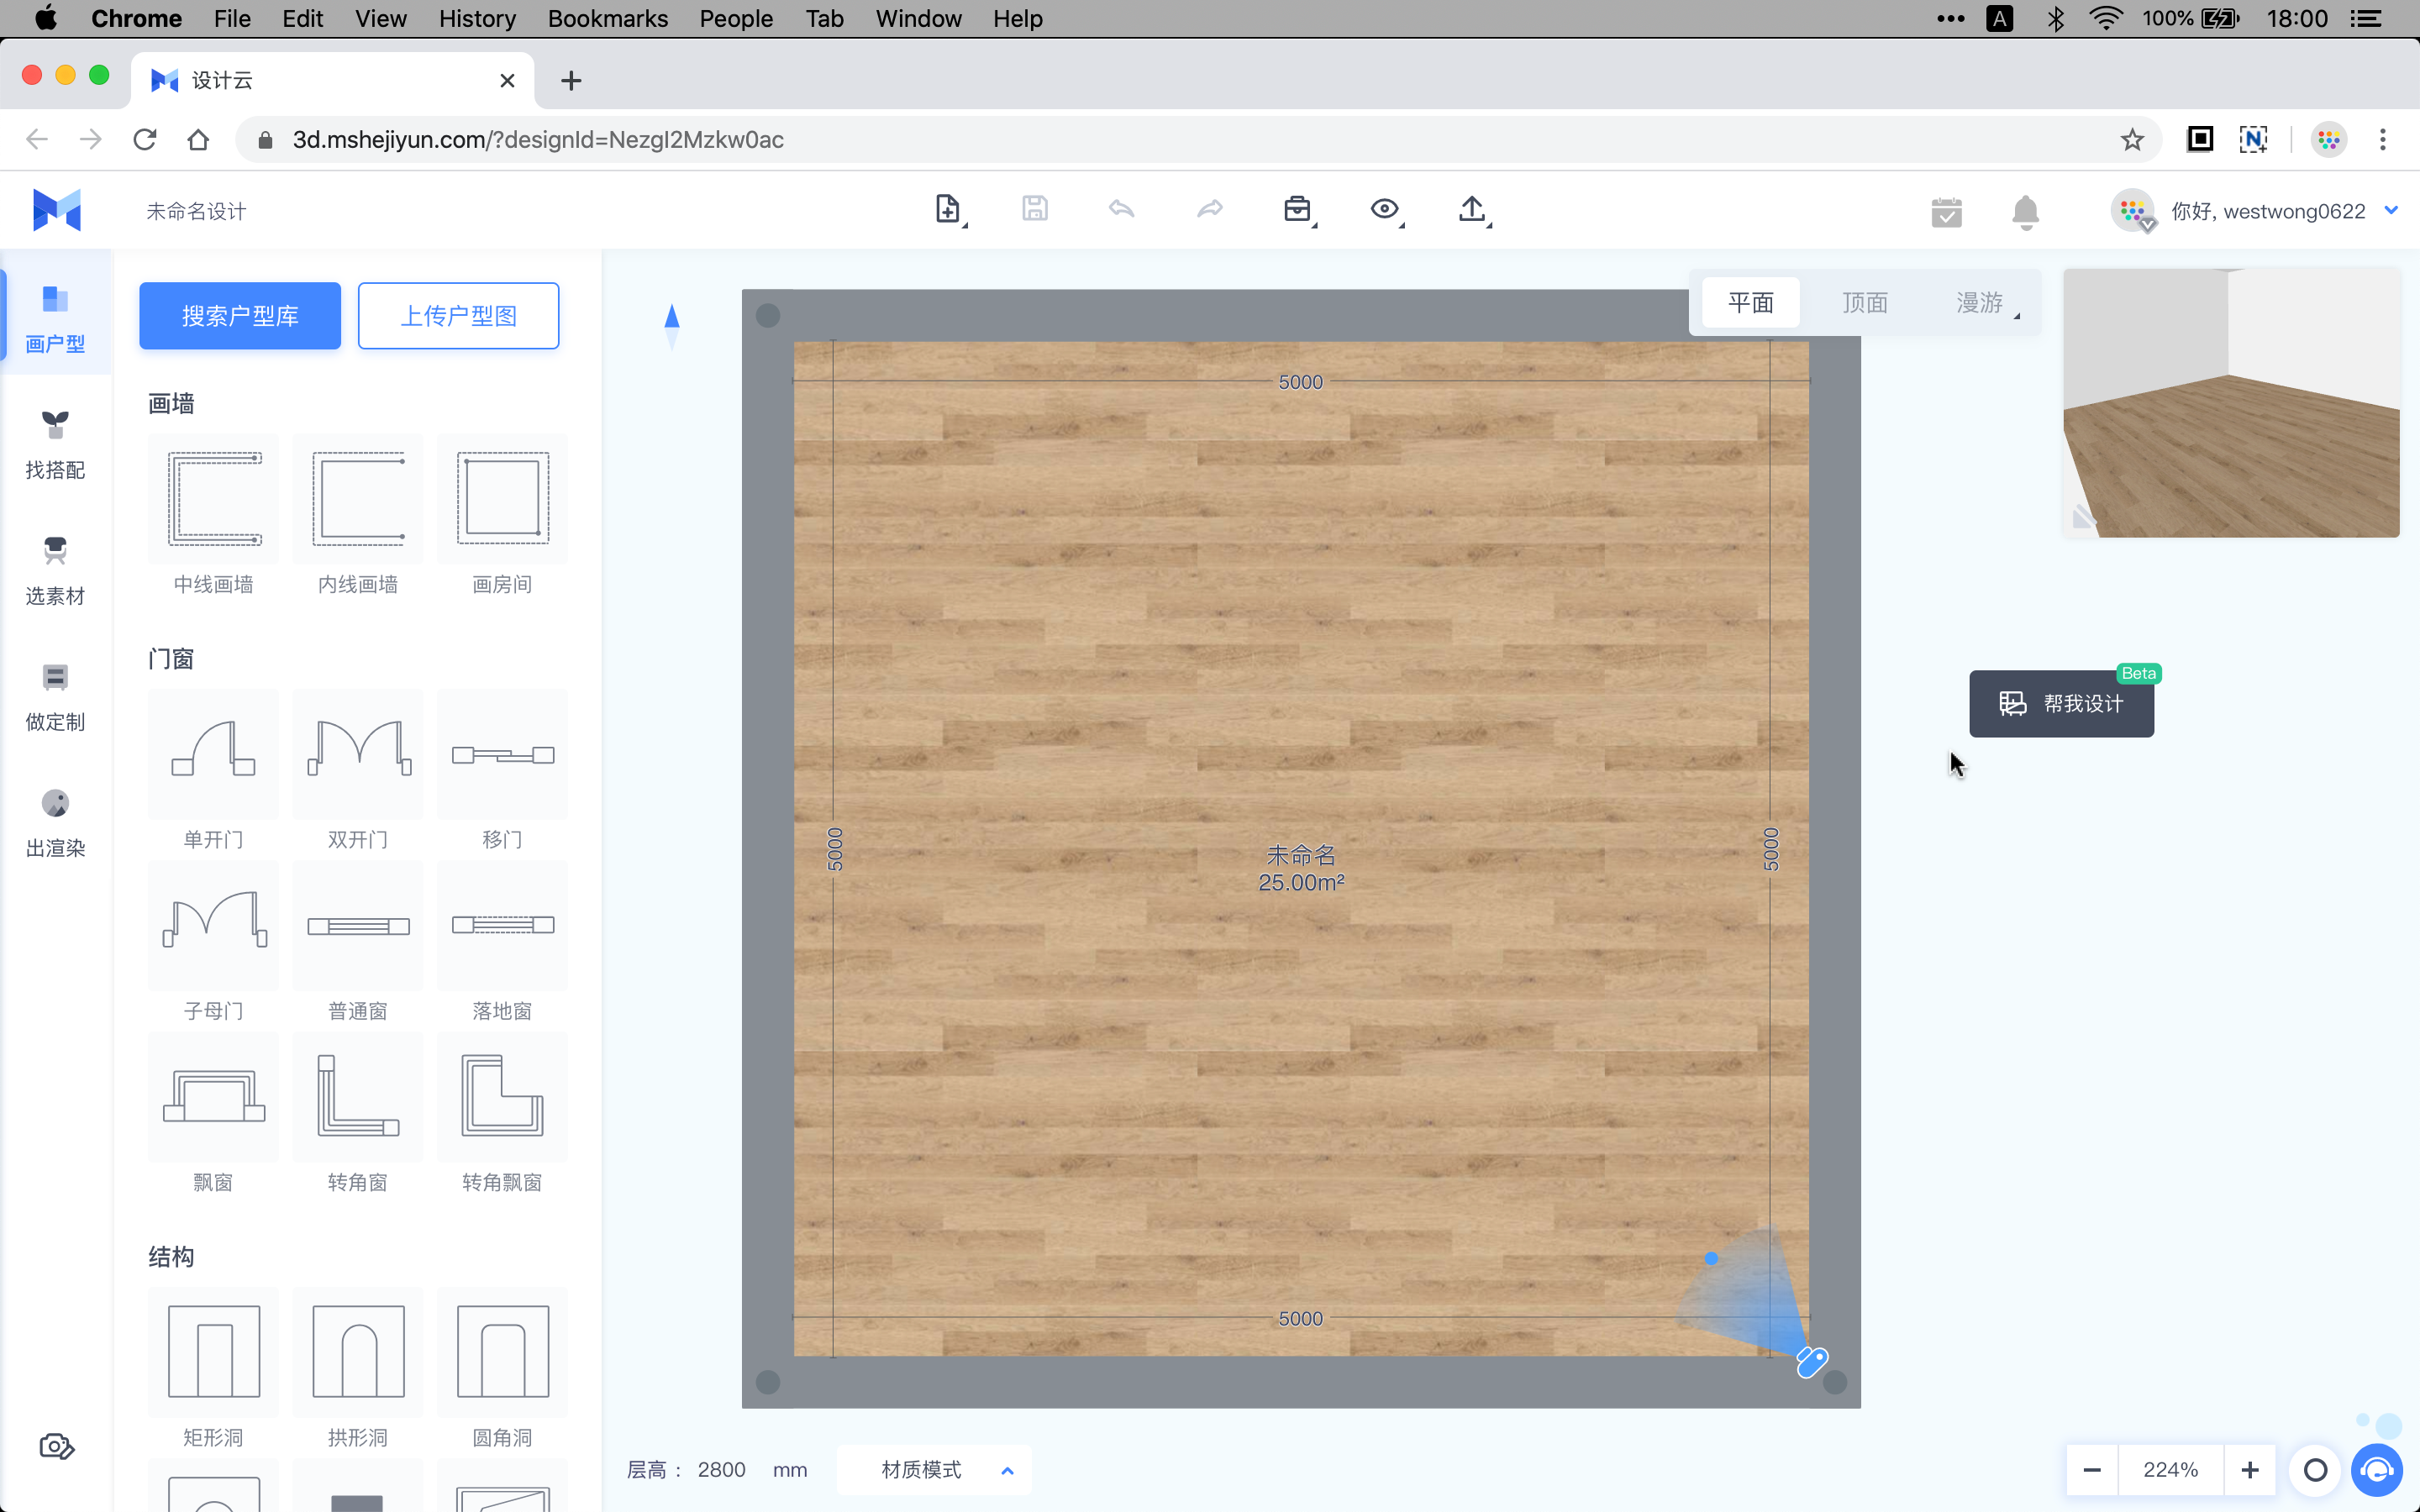 Chrome File Edit View History Bookmarks People Tab Window Help
A 100% 18:00
设计云
3d.mshejiyun.com/?designId=NezgI2Mzkw0ac
未命名设计
你好, westwong0622
画户型
找搭配
选素材
做定制
出渲染
搜索户型库 上传户型图
画墙
中线画墙 内线画墙 画房间
门窗
单开门 双开门 移门
子母门 普通窗 落地窗
飘窗 转角窗 转角飘窗
结构
矩形洞 拱形洞 圆角洞
平面 顶面 漫游
5000
5000
5000
未命名
25.00m²
5000
Beta
帮我设计
层高： 2800 mm
材质模式
224%